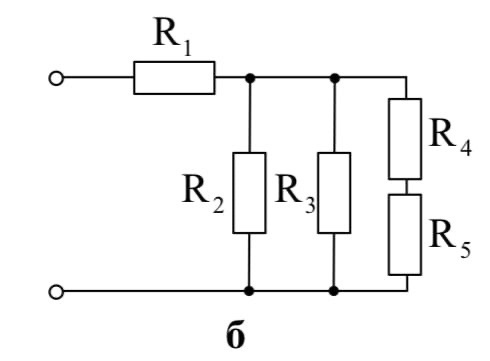 R₁
R₂ R₃ R₄
R₅
б